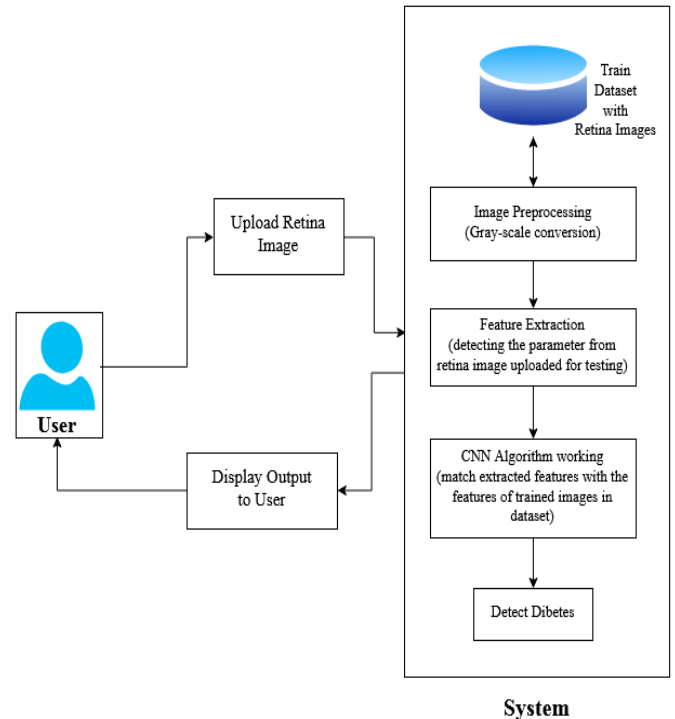 Train
Dataset
with
Retina Images
Image Preprocessing
(Gray-scale conversion)
Upload Retina
Image
Feature Extraction
(detecting the parameter from
retina image uploaded for testing)
User
CNN Algorithm working
(match extracted features with the
features of trained images in
dataset)
Display Output
to User
Detect Dibetes
System